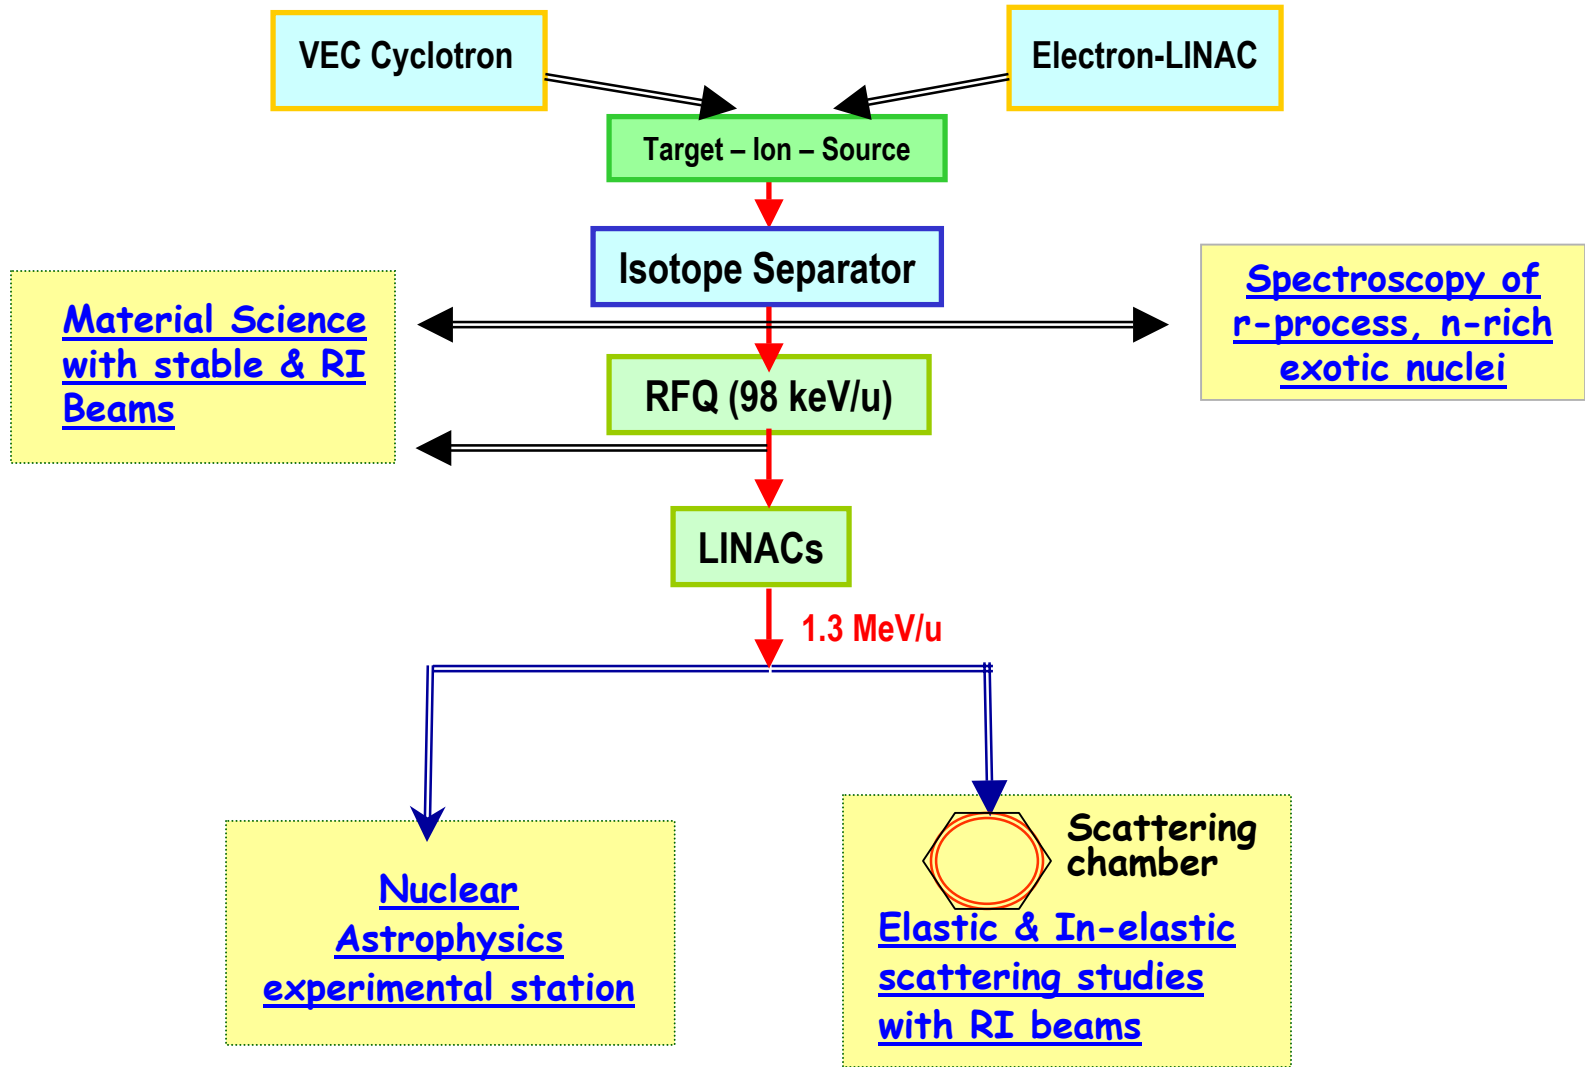 VEC Cyclotron
Electron-LINAC
Target – Ion – Source
Isotope Separator
Material Science
with stable & RI
Beams
Spectroscopy of
r-process, n-rich
exotic nuclei
RFQ (98 keV/u)
LINACs
1.3 MeV/u
Nuclear
Astrophysics
experimental station
Scattering
chamber
Elastic & In-elastic
scattering studies
with RI beams